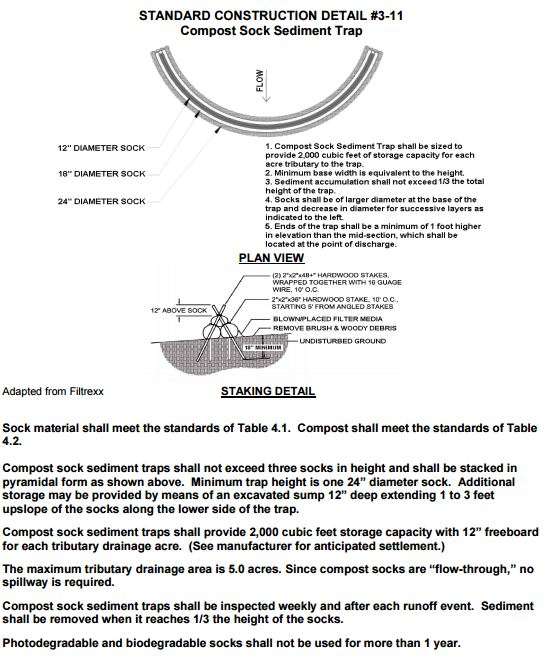 STANDARD CONSTRUCTION DETAIL #3-11
Compost Sock Sediment Trap
FLOW
12" DIAMETER SOCK
18" DIAMETER SOCK
24" DIAMETER SOCK
1. Compost Sock Sediment Trap shall be sized to
provide 2,000 cubic feet of storage capacity for each
acre tributary to the trap.
2. Minimum base width is equivalent to the height.
3. Sediment accumulation shall not exceed 1/3 the total
height of the trap.
4. Socks shall be of larger diameter at the base of the
trap and decrease in diameter for successive layers as
indicated to the left.
5. Ends of the trap shall be a minimum of 1 foot higher
in elevation than the mid-section, which shall be
located at the point of discharge.
PLAN VIEW
(2) 2"x2"x48+" HARDWOOD STAKES,
WRAPPED TOGETHER WITH 16 GUAGE
WIRE, 10' O.C.
2"x2"x36" HARDWOOD STAKE, 10' O.C.,
STARTING 5' FROM ANGLED STAKES
12" ABOVE SOCK
BLOWN/PLACED FILTER MEDIA
REMOVE BRUSH & WOODY DEBRIS
UNDISTURBED GROUND
18" MINIMUM
Adapted from Filtrexx
STAKING DETAIL
Sock material shall meet the standards of Table 4.1. Compost shall meet the standards of Table
4.2.
Compost sock sediment traps shall not exceed three socks in height and shall be stacked in
pyramidal form as shown above. Minimum trap height is one 24" diameter sock. Additional
storage may be provided by means of an excavated sump 12" deep extending 1 to 3 feet
upslope of the socks along the lower side of the trap.
Compost sock sediment traps shall provide 2,000 cubic feet storage capacity with 12" freeboard
for each tributary drainage acre. (See manufacturer for anticipated settlement.)
The maximum tributary drainage area is 5.0 acres. Since compost socks are "flow-through," no
spillway is required.
Compost sock sediment traps shall be inspected weekly and after each runoff event. Sediment
shall be removed when it reaches 1/3 the height of the socks.
Photodegradable and biodegradable socks shall not be used for more than 1 year.